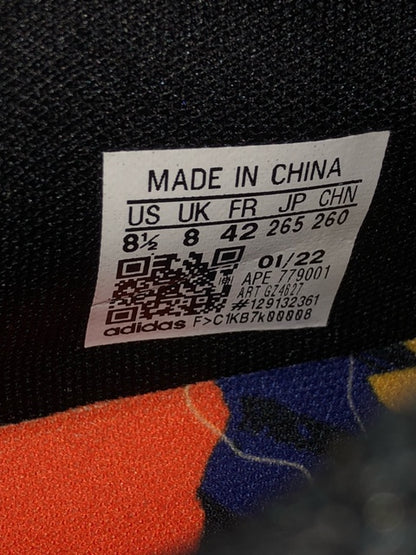 MADE IN CHINA
US UK FR JP CHN
8½ 8 42 265 260
01/22
APE 779001
ART GZ4627
#129132361
adidas F>C1KB7k00008